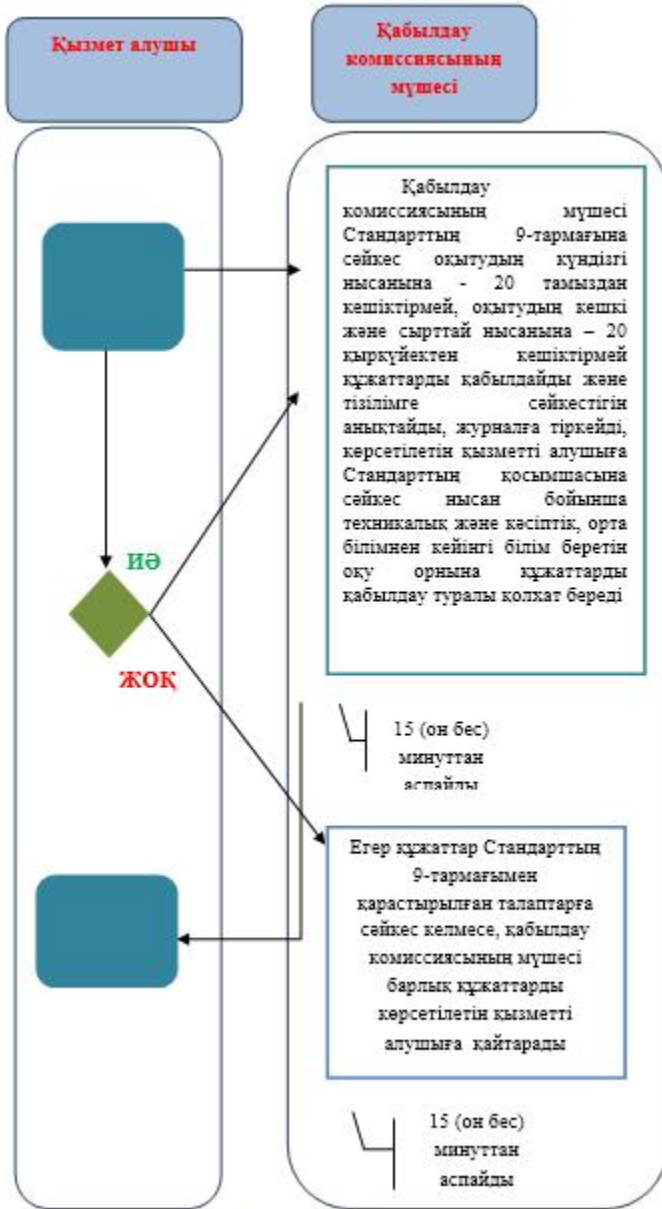 Қызмет алушы
Қабылдау
комиссиясының
мүшесі
Қабылдау
комиссиясының мүшесі
Стандарттың 9-тармағына
сәйкес оқытудың күндізгі
нысанына - 20 тамыздан
кешіктірмей, оқытудың кешкі
және сырттай нысанына – 20
қыркүйектен кешіктірмей
құжаттарды қабылдайды және
тізілімге сәйкестігін
анықтайды, журналға тіркейді,
көрсетілетін қызметті алушыға
Стандарттың қосымшасына
сәйкес нысан бойынша
техникалық және кәсіптік, орта
білімнен кейінгі білім беретін
оқу орнына құжаттарды
қабылдау туралы қолхат береді
ИӘ
ЖОҚ
15 (он бес)
минуттан
аспайды
Егер құжаттар Стандарттың
9-тармағымен
қарастырылған талаптарға
сәйкес келмесе, қабылдау
комиссиясының мүшесі
барлық құжаттарды
көрсетілетін қызметті
алушыға қайтарады
15 (он бес)
минуттан
аспайды